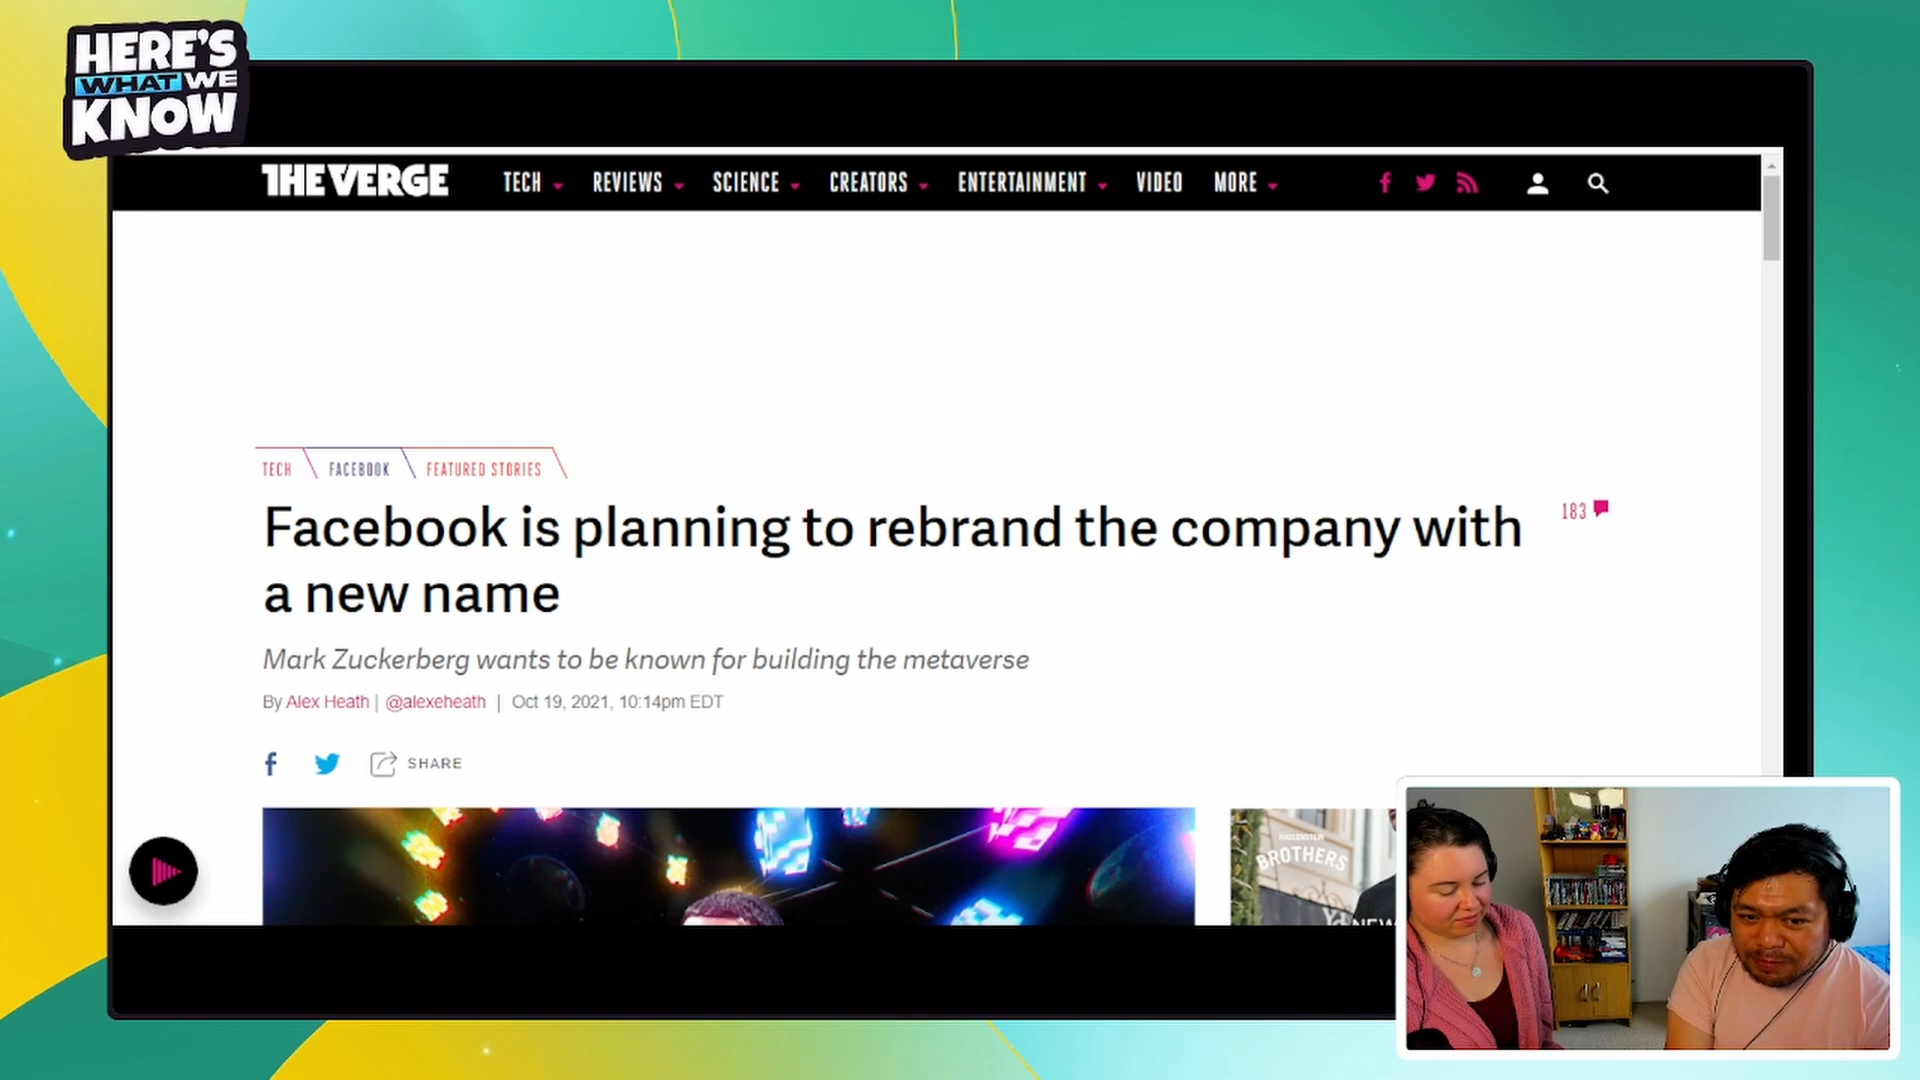 HERE'S
WHAT WE
KNOW
THE VERGE TECH REVIEWS SCIENCE CREATORS ENTERTAINMENT VIDEO MORE
TECH FACEBOOK FEATURED STORIES
Facebook is planning to rebrand the company with
a new name
183
Mark Zuckerberg wants to be known for building the metaverse
By Alex Heath | @alexeheath | Oct 19, 2021, 10:14pm EDT
SHARE
BROTHERS